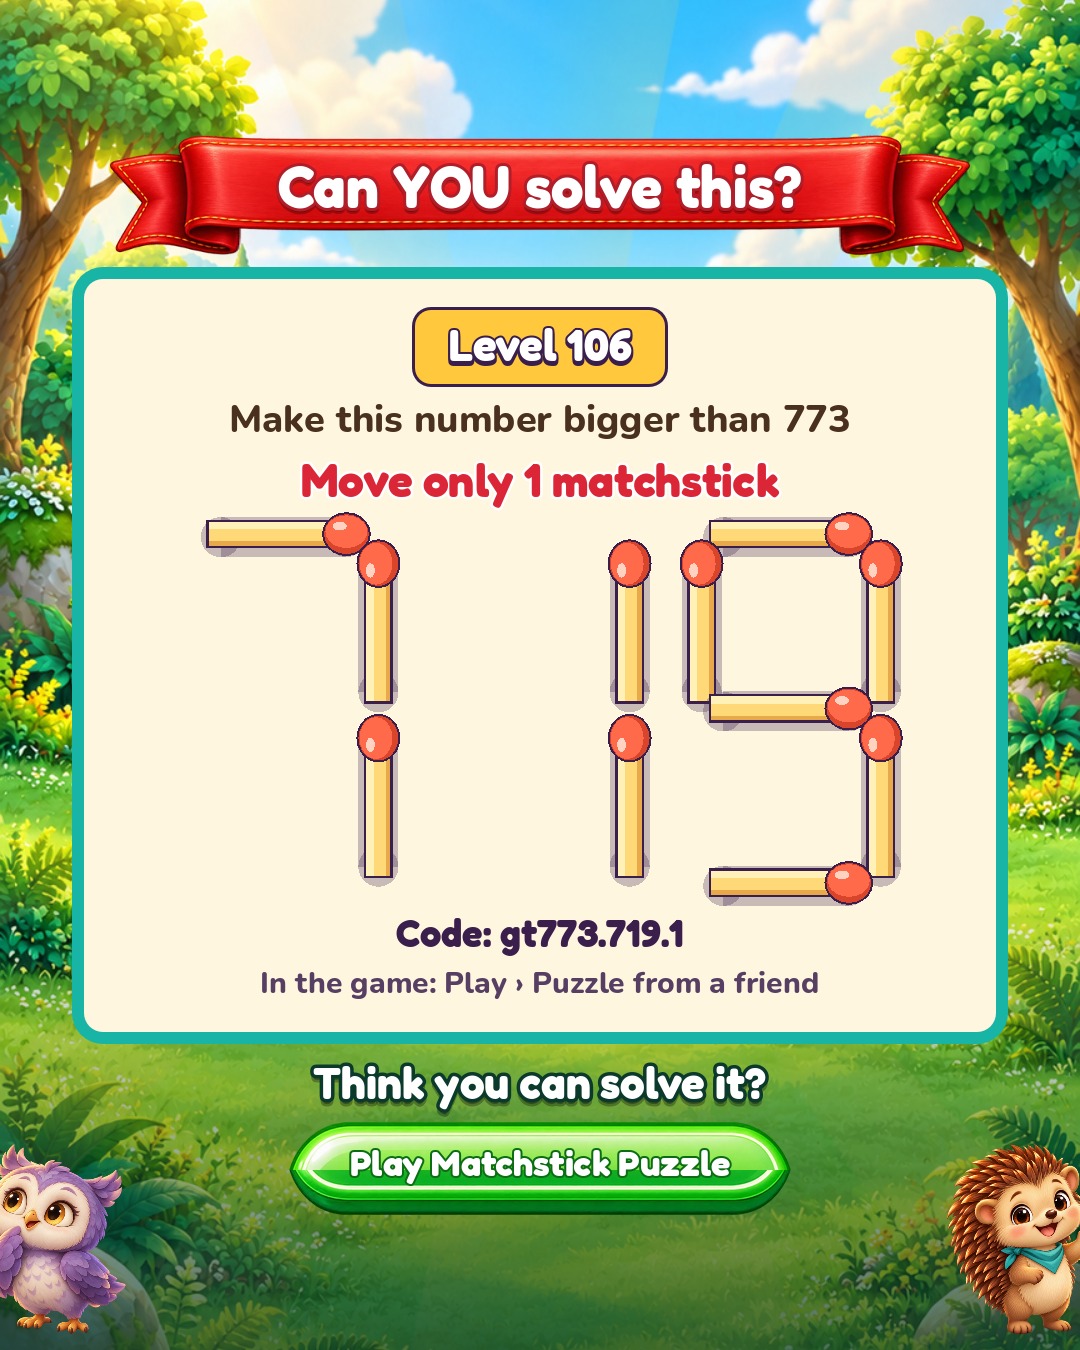 Can YOU solve this?
Level 106
Make this number bigger than 773
Move only 1 matchstick
719
Code: gt773.719.1
In the game: Play › Puzzle from a friend
Think you can solve it?
Play Matchstick Puzzle